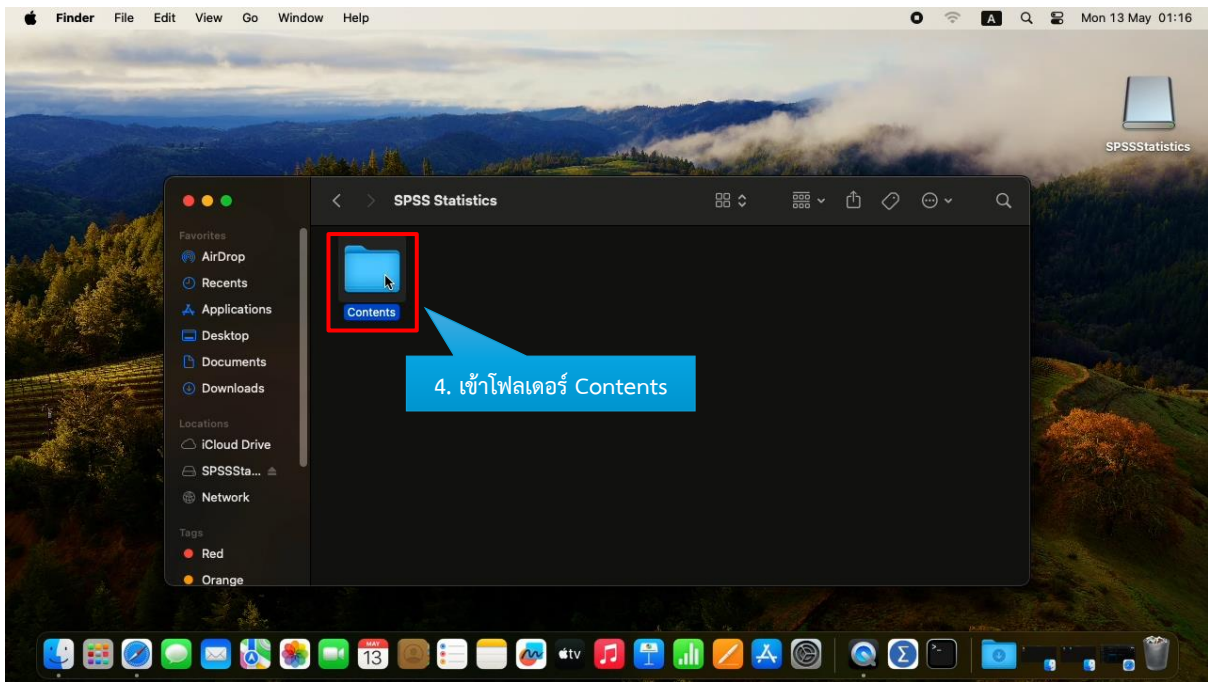 Finder File Edit View Go Window Help A Mon 13 May 01:16
SPSSStatistics
SPSS Statistics
Favorites
AirDrop
Recents
Applications
Desktop
Documents
Downloads
Locations
iCloud Drive
SPSSSta...
Network
Tags
Red
Orange
Contents
4. เข้าโฟลเดอร์ Contents
MAY
13
tv